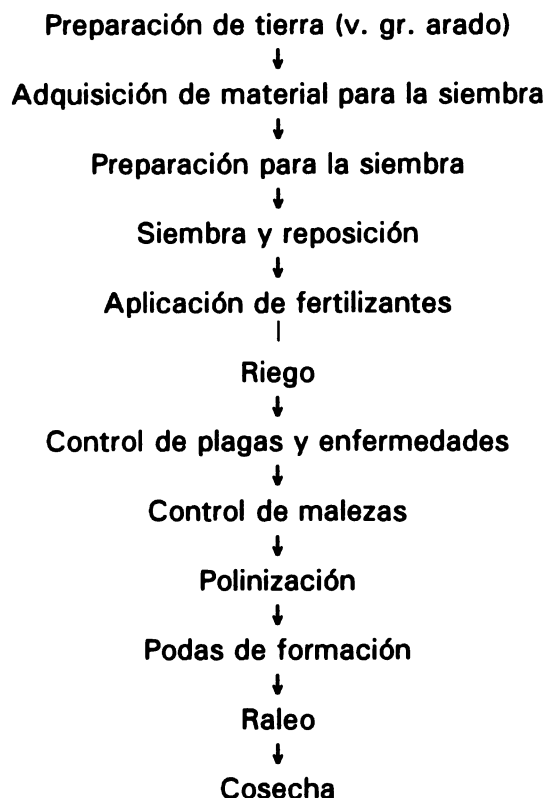 Preparación de tierra (v. gr. arado)
↓
Adquisición de material para la siembra
↓
Preparación para la siembra
↓
Siembra y reposición
↓
Aplicación de fertilizantes
|
Riego
↓
Control de plagas y enfermedades
↓
Control de malezas
↓
Polinización
↓
Podas de formación
↓
Raleo
↓
Cosecha